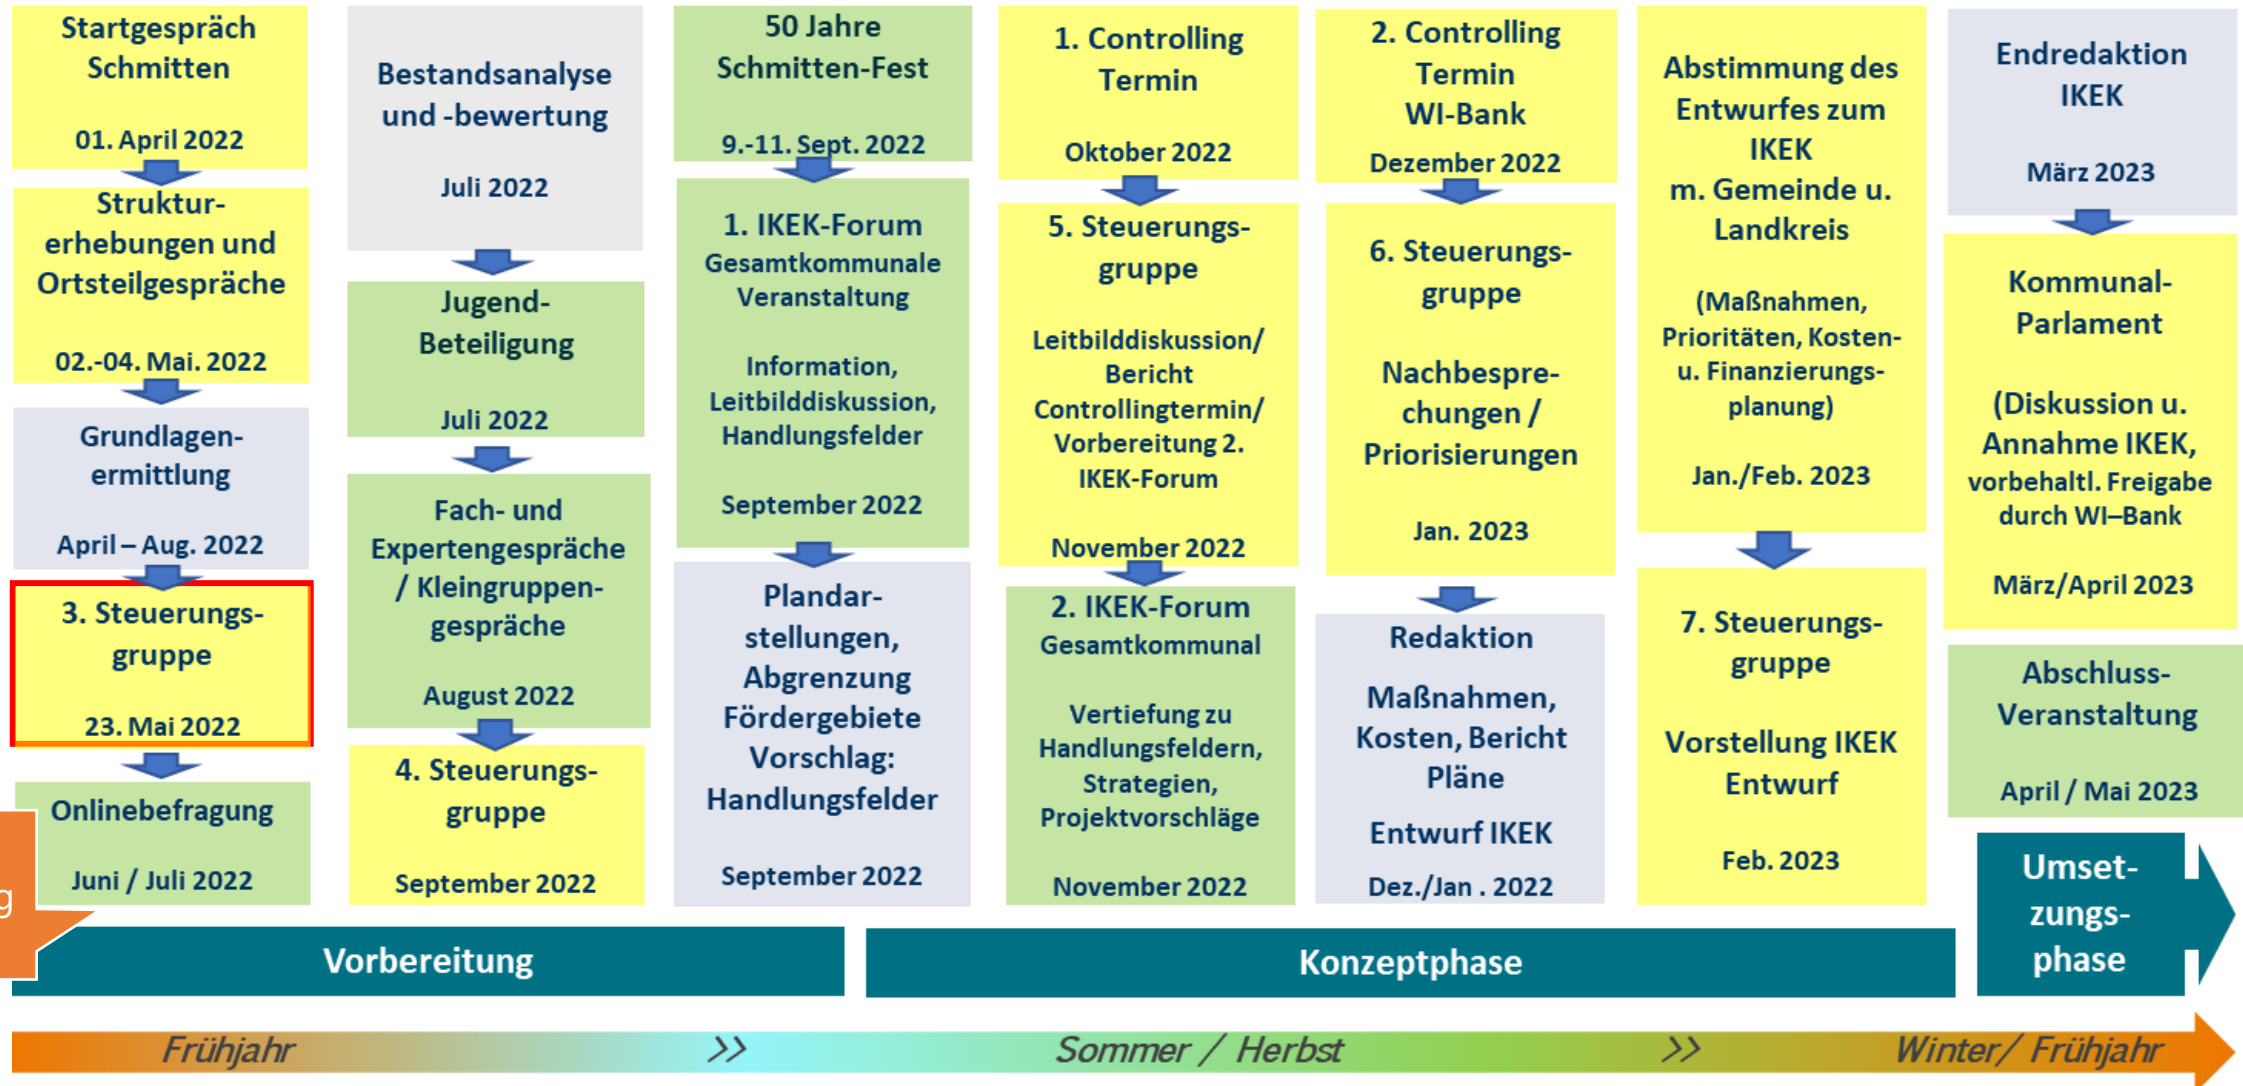 Startgespräch
Schmitten
01. April 2022
Struktur-
erhebungen und
Ortsteilgespräche
02.-04. Mai. 2022
Grundlagen-
ermittlung
April – Aug. 2022
3. Steuerungs-
gruppe
23. Mai 2022
Onlinebefragung
Juni / Juli 2022
g
Bestandsanalyse
und -bewertung
Juli 2022
Jugend-
Beteiligung
Juli 2022
Fach- und
Expertengespräche
/ Kleingruppen-
gespräche
August 2022
4. Steuerungs-
gruppe
September 2022
50 Jahre
Schmitten-Fest
9.-11. Sept. 2022
1. IKEK-Forum
Gesamtkommunale
Veranstaltung
Information,
Leitbilddiskussion,
Handlungsfelder
September 2022
Plandar-
stellungen,
Abgrenzung
Fördergebiete
Vorschlag:
Handlungsfelder
September 2022
1. Controlling
Termin
Oktober 2022
5. Steuerungs-
gruppe
Leitbilddiskussion/
Bericht
Controllingtermin/
Vorbereitung 2.
IKEK-Forum
November 2022
2. IKEK-Forum
Gesamtkommunal
Vertiefung zu
Handlungsfeldern,
Strategien,
Projektvorschläge
November 2022
2. Controlling
Termin
WI-Bank
Dezember 2022
6. Steuerungs-
gruppe
Nachbespre-
chungen /
Priorisierungen
Jan. 2023
Redaktion
Maßnahmen,
Kosten, Bericht
Pläne
Entwurf IKEK
Dez./Jan . 2022
Abstimmung des
Entwurfes zum
IKEK
m. Gemeinde u.
Landkreis
(Maßnahmen,
Prioritäten, Kosten-
u. Finanzierungs-
planung)
Jan./Feb. 2023
7. Steuerungs-
gruppe
Vorstellung IKEK
Entwurf
Feb. 2023
Endredaktion
IKEK
März 2023
Kommunal-
Parlament
(Diskussion u.
Annahme IKEK,
vorbehaltl. Freigabe
durch WI–Bank
März/April 2023
Abschluss-
Veranstaltung
April / Mai 2023
Umset-
zungs-
phase
Vorbereitung
Konzeptphase
Frühjahr >> Sommer / Herbst >> Winter/ Frühjahr